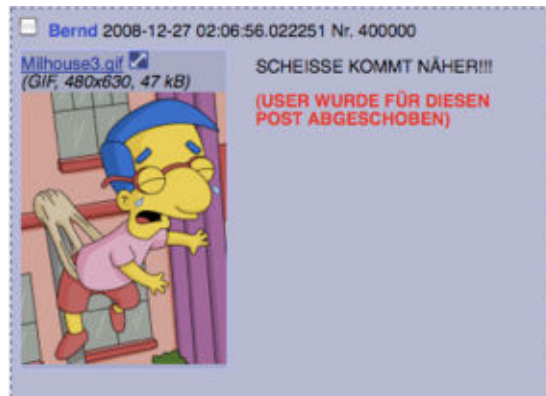 Bernd 2008-12-27 02:06:56.022251 Nr. 400000
Milhouse3.gif
(GIF, 480x630, 47 kB)
SCHEISSE KOMMT NÄHER!!!
(USER WURDE FÜR DIESEN
POST ABGESCHOBEN)